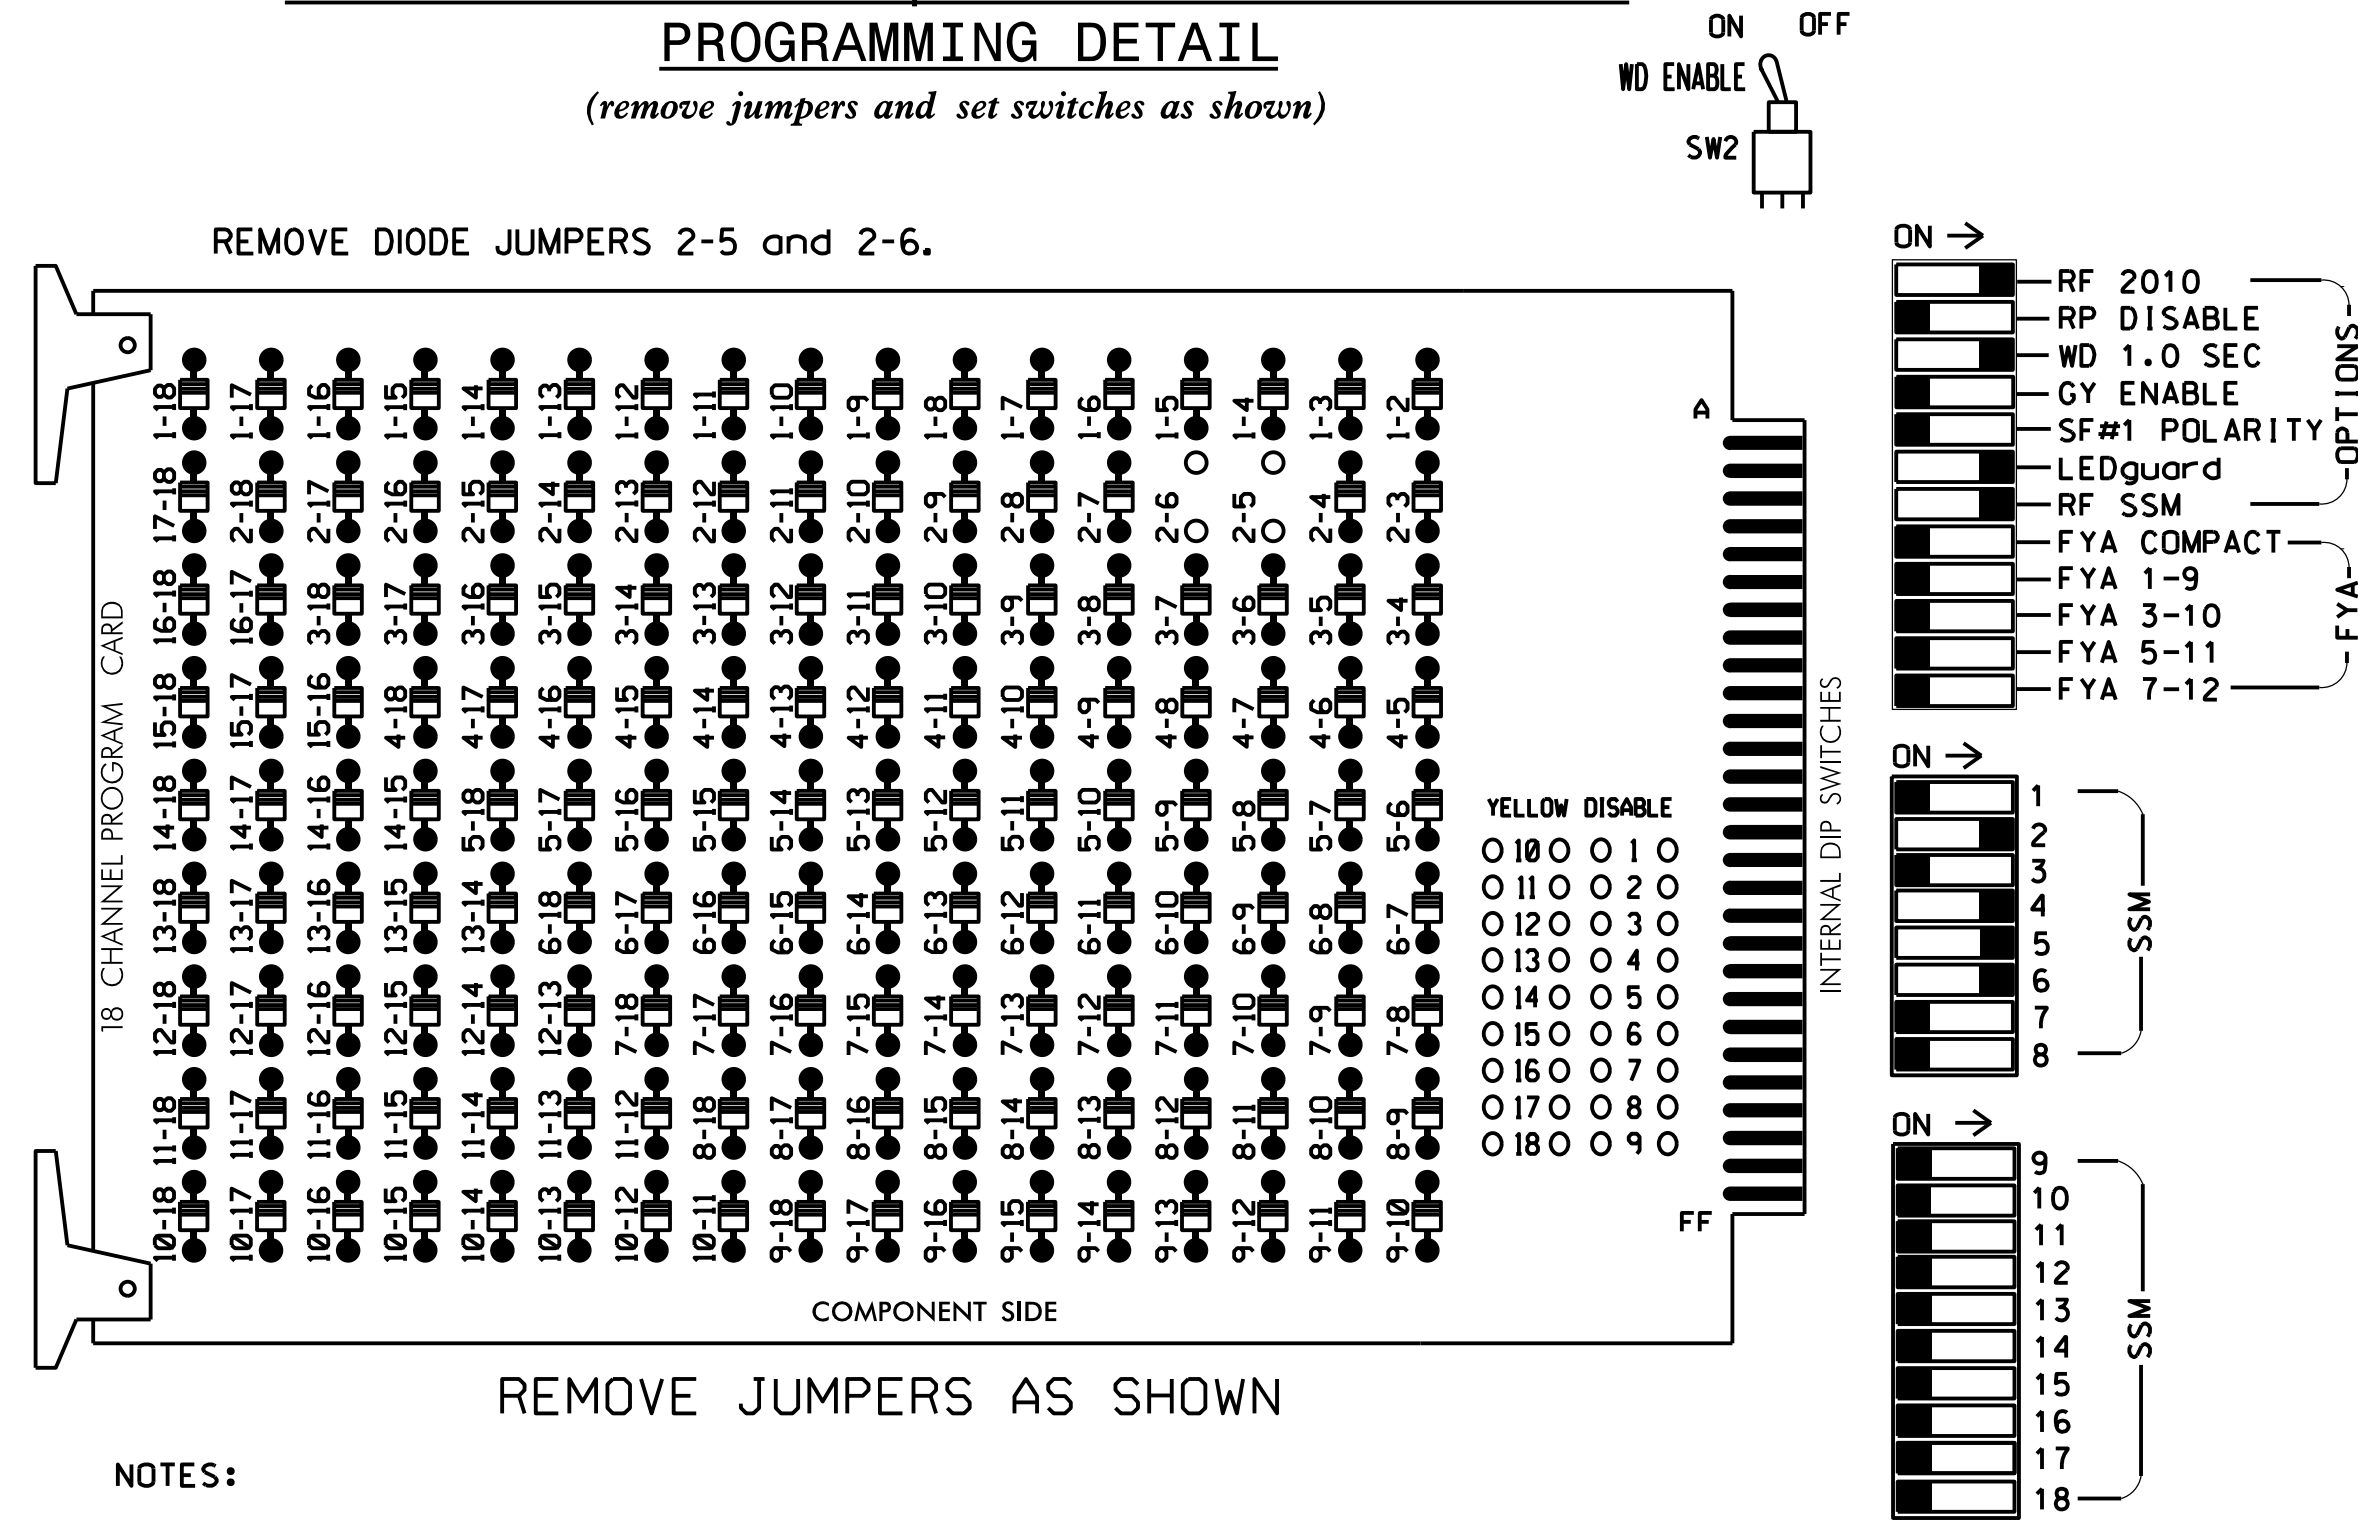 PROGRAMMING DETAIL
(remove jumpers and set switches as shown)
ON OFF
WD ENABLE
SW2
REMOVE DIODE JUMPERS 2-5 and 2-6.
18 CHANNEL PROGRAM CARD
1-18 1-17 1-16 1-15 1-14 1-13 1-12 1-11 1-10 1-9 1-8 1-7 1-6 1-5 1-4 1-3 1-2
17-18 2-18 2-17 2-16 2-15 2-14 2-13 2-12 2-11 2-10 2-9 2-8 2-7 2-6 2-5 2-4 2-3
16-18 16-17 3-18 3-17 3-16 3-15 3-14 3-13 3-12 3-11 3-10 3-9 3-8 3-7 3-6 3-5 3-4
15-18 15-17 15-16 4-18 4-17 4-16 4-15 4-14 4-13 4-12 4-11 4-10 4-9 4-8 4-7 4-6 4-5
14-18 14-17 14-16 14-15 5-18 5-17 5-16 5-15 5-14 5-13 5-12 5-11 5-10 5-9 5-8 5-7 5-6
13-18 13-17 13-16 13-15 13-14 6-18 6-17 6-16 6-15 6-14 6-13 6-12 6-11 6-10 6-9 6-8 6-7
12-18 12-17 12-16 12-15 12-14 12-13 7-18 7-17 7-16 7-15 7-14 7-13 7-12 7-11 7-10 7-9 7-8
11-18 11-17 11-16 11-15 11-14 11-13 11-12 8-18 8-17 8-16 8-15 8-14 8-13 8-12 8-11 8-10 8-9
10-18 10-17 10-16 10-15 10-14 10-13 10-12 10-11 9-18 9-17 9-16 9-15 9-14 9-13 9-12 9-11 9-10
A
YELLOW DISABLE
10 1
11 2
12 3
13 4
14 5
15 6
16 7
17 8
18 9
FF
COMPONENT SIDE
INTERNAL DIP SWITCHES
ON
RF 2010
RP DISABLE
WD 1.0 SEC
GY ENABLE
SF#1 POLARITY
LEDguard
RF SSM
OPTIONS
FYA COMPACT
FYA 1-9
FYA 3-10
FYA 5-11
FYA 7-12
FYA
ON
1
2
3
4
5
6
7
8
SSM
ON
9
10
11
12
13
14
15
16
17
18
SSM
REMOVE JUMPERS AS SHOWN
NOTES: